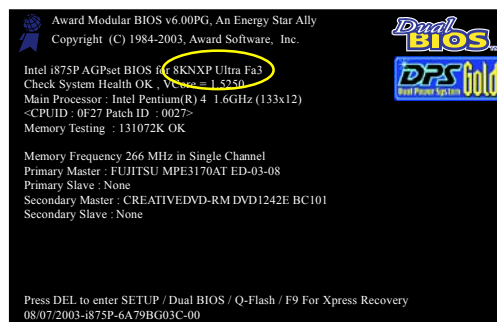 Award Modular BIOS v6.00PG, An Energy Star Ally
Copyright (C) 1984-2003, Award Software, Inc.
Dual BIOS
DPS Gold
Dual Power System
Intel i875P AGPset BIOS for 8KNXP Ultra Fa3
Check System Health OK , VCore = 1.5250
Main Processor : Intel Pentium(R) 4 1.6GHz (133x12)
<CPUID : 0F27 Patch ID : 0027>
Memory Testing : 131072K OK
Memory Frequency 266 MHz in Single Channel
Primary Master : FUJITSU MPE3170AT ED-03-08
Primary Slave : None
Secondary Master : CREATIVEDVD-RM DVD1242E BC101
Secondary Slave : None
Press DEL to enter SETUP / Dual BIOS / Q-Flash / F9 For Xpress Recovery
08/07/2003-i875P-6A79BG03C-00